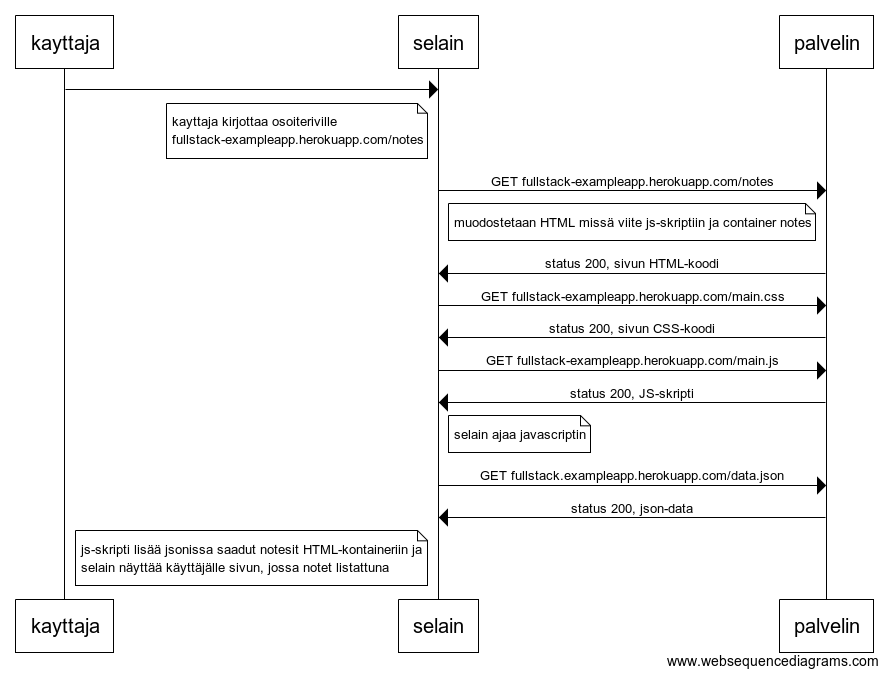 kayttaja
selain
palvelin
kayttaja kirjottaa osoiteriville
fullstack-exampleapp.herokuapp.com/notes
GET fullstack-exampleapp.herokuapp.com/notes
muodostetaan HTML missä viite js-skriptiin ja container notes
status 200, sivun HTML-koodi
GET fullstack-exampleapp.herokuapp.com/main.css
status 200, sivun CSS-koodi
GET fullstack-exampleapp.herokuapp.com/main.js
status 200, JS-skripti
selain ajaa javascriptin
GET fullstack.exampleapp.herokuapp.com/data.json
status 200, json-data
js-skripti lisää jsonissa saadut notesit HTML-kontaineriin ja
selain näyttää käyttäjälle sivun, jossa notet listattuna
kayttaja
selain
palvelin
www.websequencediagrams.com